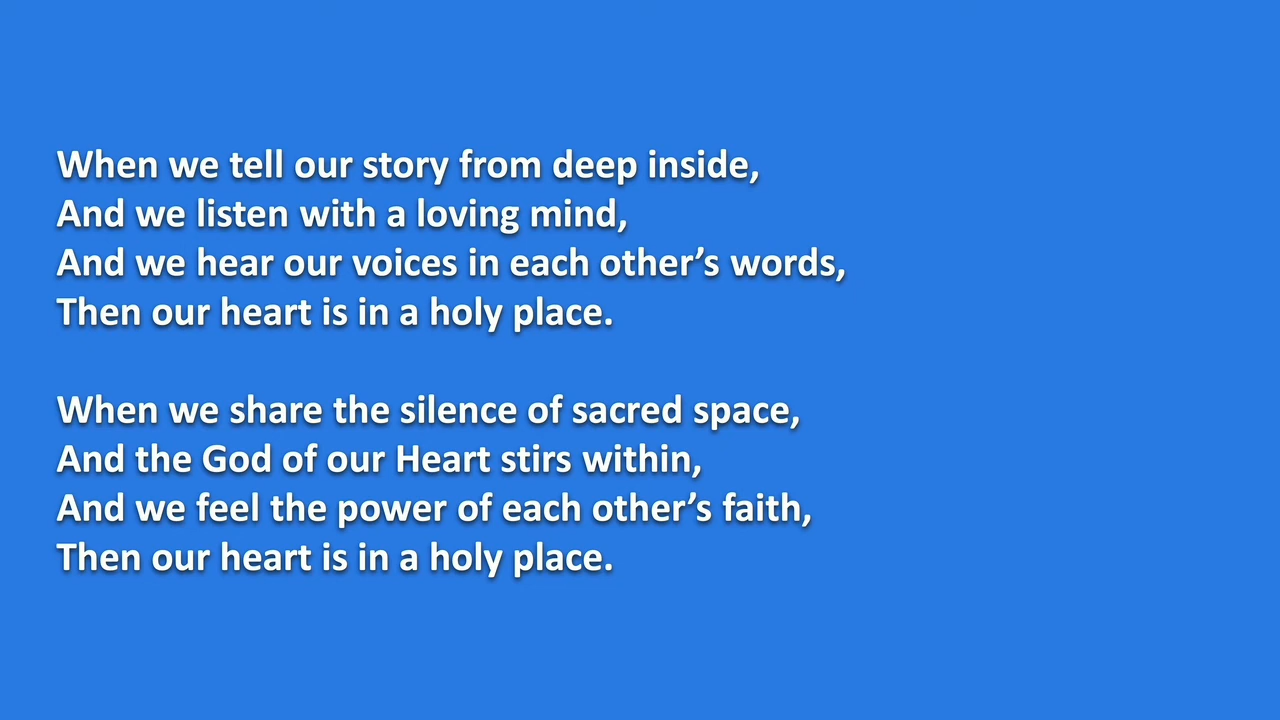 When we tell our story from deep inside,
And we listen with a loving mind,
And we hear our voices in each other’s words,
Then our heart is in a holy place.
When we share the silence of sacred space,
And the God of our Heart stirs within,
And we feel the power of each other’s faith,
Then our heart is in a holy place.